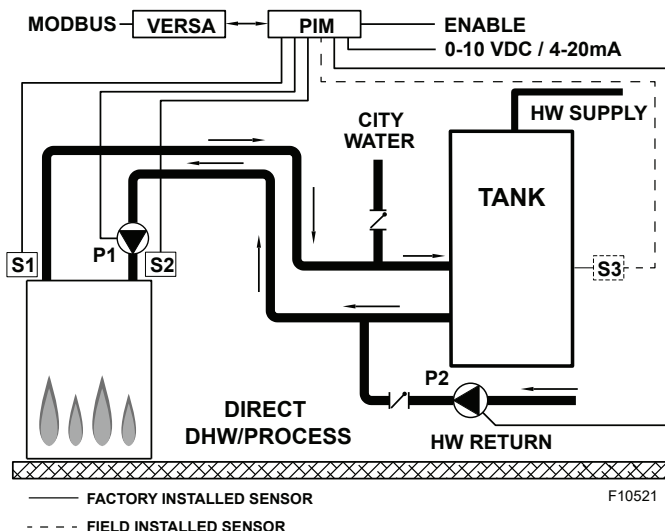 MODBUS
VERSA
PIM
ENABLE
0-10 VDC / 4-20mA
CITY
WATER
HW SUPPLY
TANK
S1
P1
S2
S3
P2
DIRECT
DHW/PROCESS
HW RETURN
FACTORY INSTALLED SENSOR
F10521
FIELD INSTALLED SENSOR